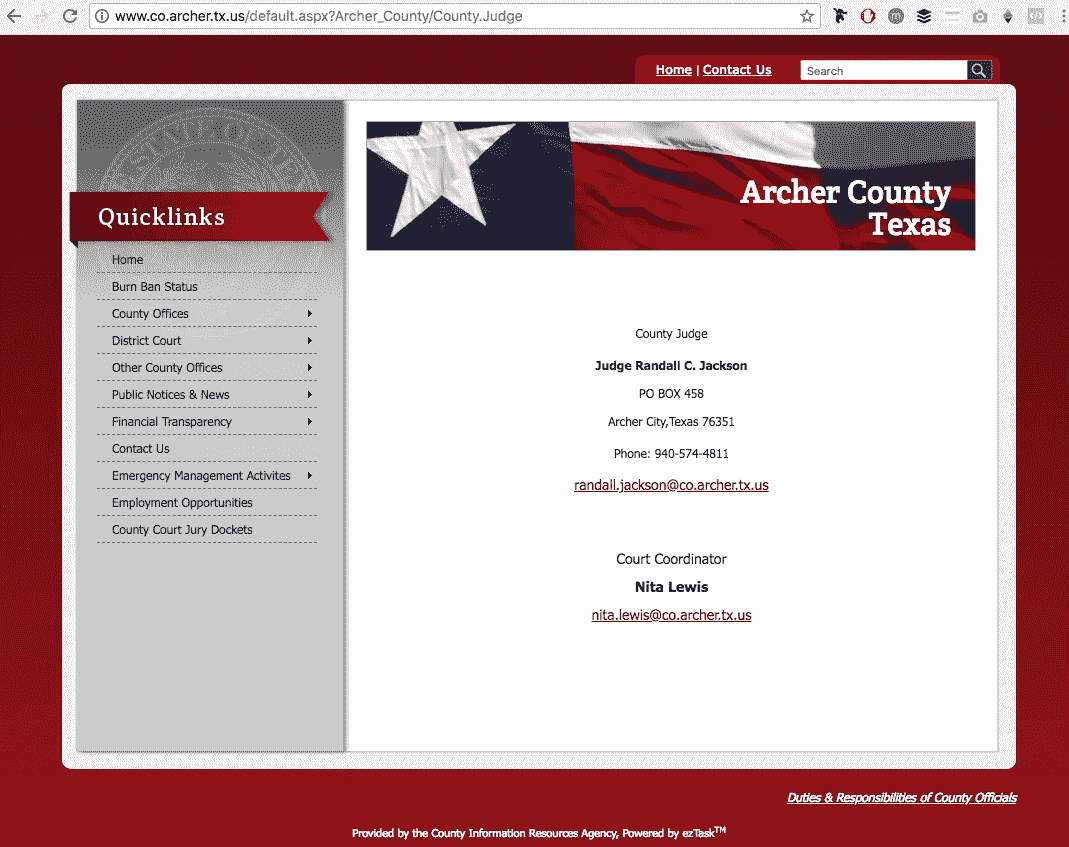 www.co.archer.tx.us/default.aspx?Archer_County/County.Judge
Home | Contact Us
Search
Quicklinks
Home
Burn Ban Status
County Offices
District Court
Other County Offices
Public Notices & News
Financial Transparency
Contact Us
Emergency Management Activites
Employment Opportunities
County Court Jury Dockets
Archer County
Texas
County Judge
Judge Randall C. Jackson
PO BOX 458
Archer City,Texas 76351
Phone: 940-574-4811
randall.jackson@co.archer.tx.us
Court Coordinator
Nita Lewis
nita.lewis@co.archer.tx.us
Duties & Responsibilities of County Officials
Provided by the County Information Resources Agency, Powered by ezTask™